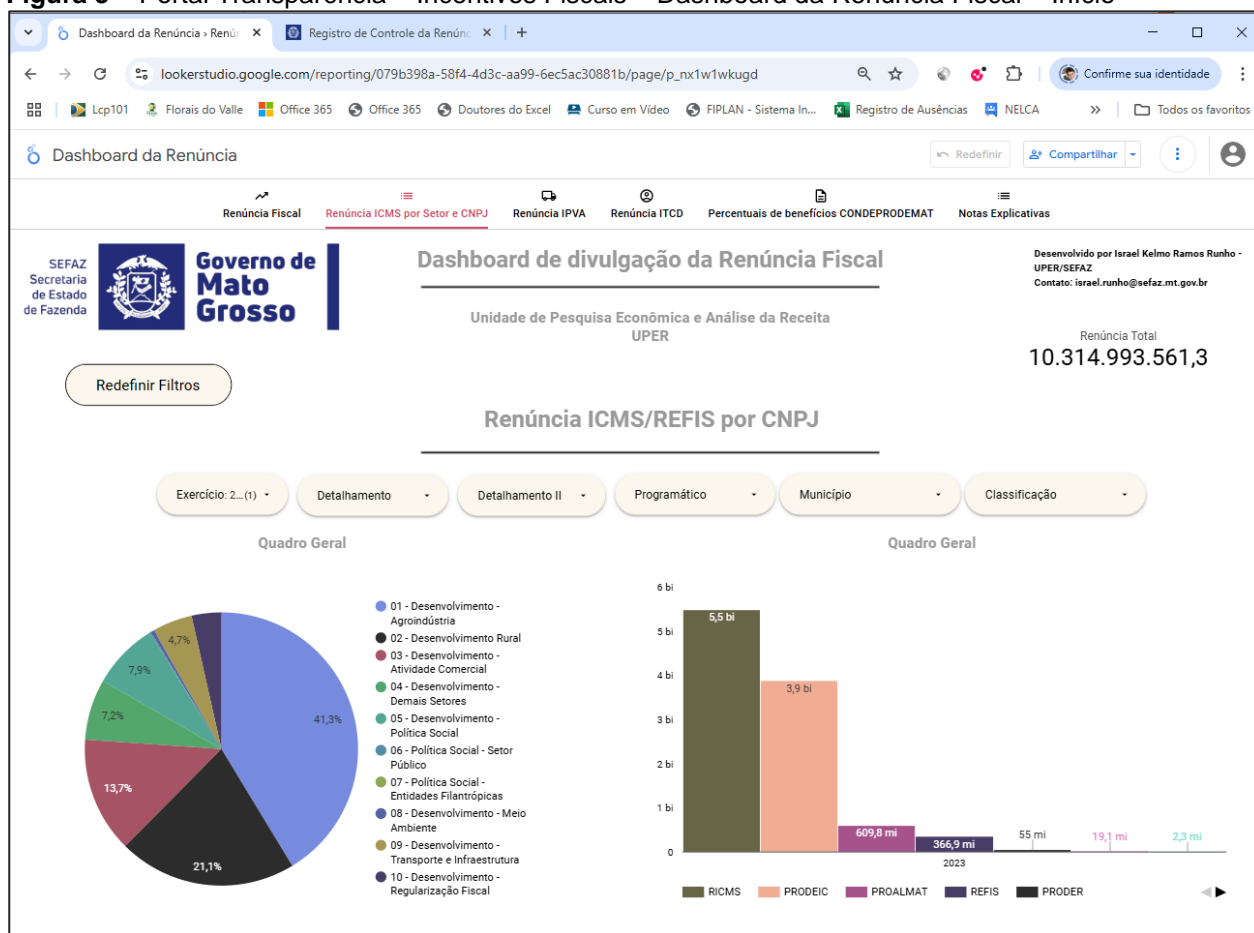 Figura 3 – Portal Transparência – Incentivos Fiscais – Dashboard da Renúncia Fiscal – Início
Dashboard da Renúncia › Renú
Registro de Controle da Renúnc
lookerstudio.google.com/reporting/079b398a-58f4-4d3c-aa99-6ec5ac30881b/page/p_nx1w1wkugd
Confirme sua identidade
Lcp101
Florais do Valle
Office 365
Office 365
Doutores do Excel
Curso em Vídeo
FIPLAN - Sistema In...
Registro de Ausências
NELCA
»
Todos os favoritos
Dashboard da Renúncia
Redefinir
Compartilhar
Renúncia Fiscal
Renúncia ICMS por Setor e CNPJ
Renúncia IPVA
Renúncia ITCD
Percentuais de benefícios CONDEPRODEMAT
Notas Explicativas
SEFAZ
Secretaria
de Estado
de Fazenda
Governo de
Mato
Grosso
Dashboard de divulgação da Renúncia Fiscal
Unidade de Pesquisa Econômica e Análise da Receita
UPER
Desenvolvido por Israel Kelmo Ramos Runho -
UPER/SEFAZ
Contato: israel.runho@sefaz.mt.gov.br
Renúncia Total
10.314.993.561,3
Redefinir Filtros
Renúncia ICMS/REFIS por CNPJ
Exercício: 2...(1)
Detalhamento
Detalhamento II
Programático
Município
Classificação
Quadro Geral
41,3%
21,1%
13,7%
7,2%
7,9%
4,7%
01 - Desenvolvimento -
Agroindústria
02 - Desenvolvimento Rural
03 - Desenvolvimento -
Atividade Comercial
04 - Desenvolvimento -
Demais Setores
05 - Desenvolvimento -
Política Social
06 - Política Social - Setor
Público
07 - Política Social -
Entidades Filantrópicas
08 - Desenvolvimento - Meio
Ambiente
09 - Desenvolvimento -
Transporte e Infraestrutura
10 - Desenvolvimento -
Regularização Fiscal
Quadro Geral
6 bi
5 bi
4 bi
3 bi
2 bi
1 bi
0
5,5 bi
3,9 bi
609,8 mi
366,9 mi
55 mi
19,1 mi
2,3 mi
2023
RICMS
PRODEIC
PROALMAT
REFIS
PRODER